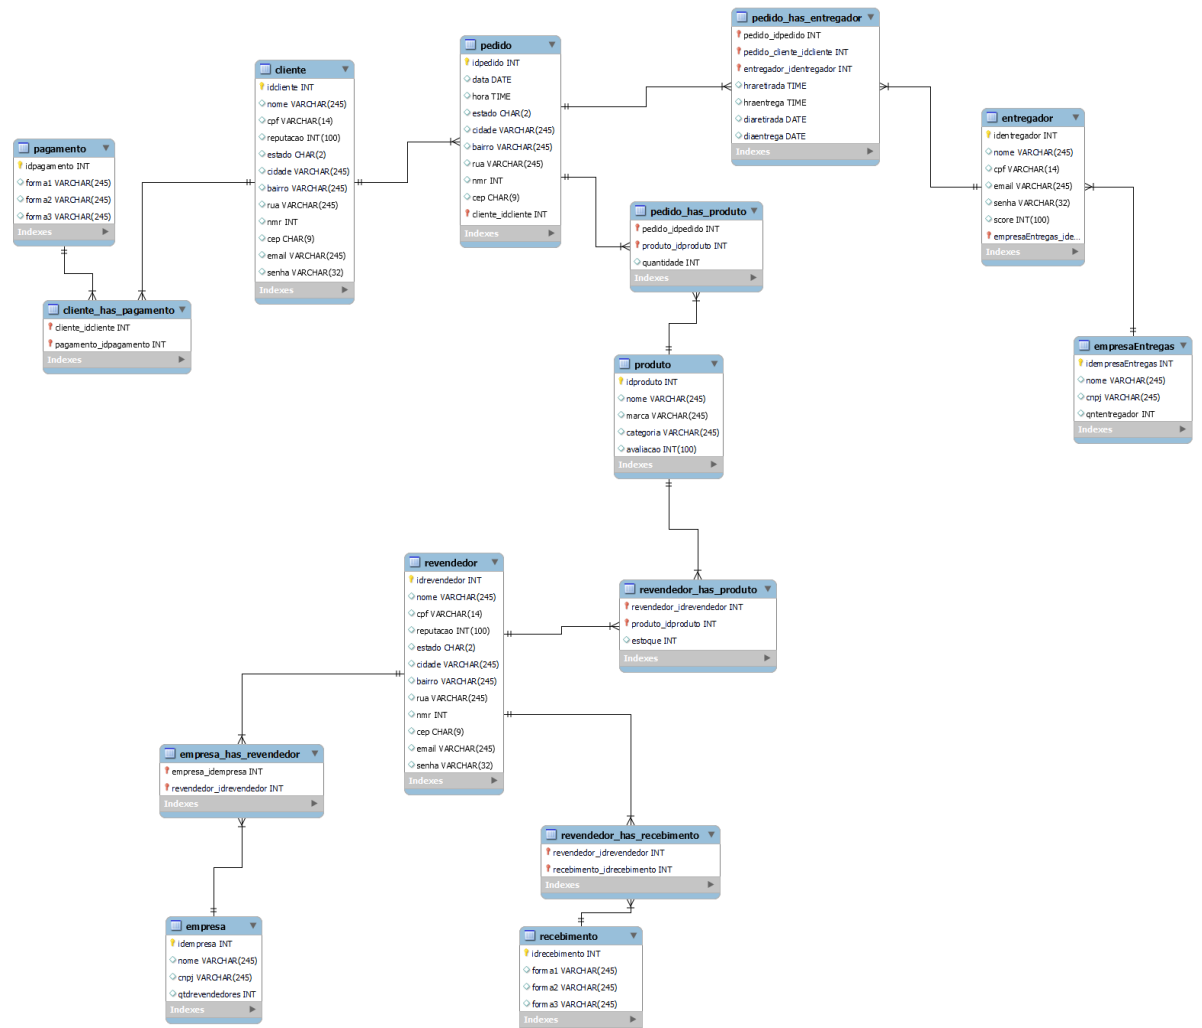 pagamento
idpagamento INT
forma1 VARCHAR(245)
forma2 VARCHAR(245)
forma3 VARCHAR(245)
Indexes
cliente_has_pagamento
cliente_idcliente INT
pagamento_idpagamento INT
Indexes
cliente
idcliente INT
nome VARCHAR(245)
cpf VARCHAR(14)
reputacao INT(100)
estado CHAR(2)
cidade VARCHAR(245)
bairro VARCHAR(245)
rua VARCHAR(245)
nmr INT
cep CHAR(9)
email VARCHAR(245)
senha VARCHAR(32)
Indexes
pedido
idpedido INT
data DATE
hora TIME
estado CHAR(2)
cidade VARCHAR(245)
bairro VARCHAR(245)
rua VARCHAR(245)
nmr INT
cep CHAR(9)
cliente_idcliente INT
Indexes
pedido_has_entregador
pedido_idpedido INT
pedido_cliente_idcliente INT
entregador_identregador INT
hraretirada TIME
hraentrega TIME
diaretirada DATE
diaentrega DATE
Indexes
entregador
identregador INT
nome VARCHAR(245)
cpf VARCHAR(14)
email VARCHAR(245)
senha VARCHAR(32)
score INT(100)
empresaEntregas_ide...
Indexes
pedido_has_produto
pedido_idpedido INT
produto_idproduto INT
quantidade INT
Indexes
empresaEntregas
idempresaEntregas INT
nome VARCHAR(245)
cnpj VARCHAR(245)
qntentregador INT
Indexes
produto
idproduto INT
nome VARCHAR(245)
marca VARCHAR(245)
categoria VARCHAR(245)
avaliacao INT(100)
Indexes
revendedor
idrevendedor INT
nome VARCHAR(245)
cpf VARCHAR(14)
reputacao INT(100)
estado CHAR(2)
cidade VARCHAR(245)
bairro VARCHAR(245)
rua VARCHAR(245)
nmr INT
cep CHAR(9)
email VARCHAR(245)
senha VARCHAR(32)
Indexes
revendedor_has_produto
revendedor_idrevendedor INT
produto_idproduto INT
estoque INT
Indexes
empresa_has_revendedor
empresa_idempresa INT
revendedor_idrevendedor INT
Indexes
revendedor_has_recebimento
revendedor_idrevendedor INT
recebimento_idrecebimento INT
Indexes
empresa
idempresa INT
nome VARCHAR(245)
cnpj VARCHAR(245)
qtdrevendedores INT
Indexes
recebimento
idrecebimento INT
forma1 VARCHAR(245)
forma2 VARCHAR(245)
forma3 VARCHAR(245)
Indexes